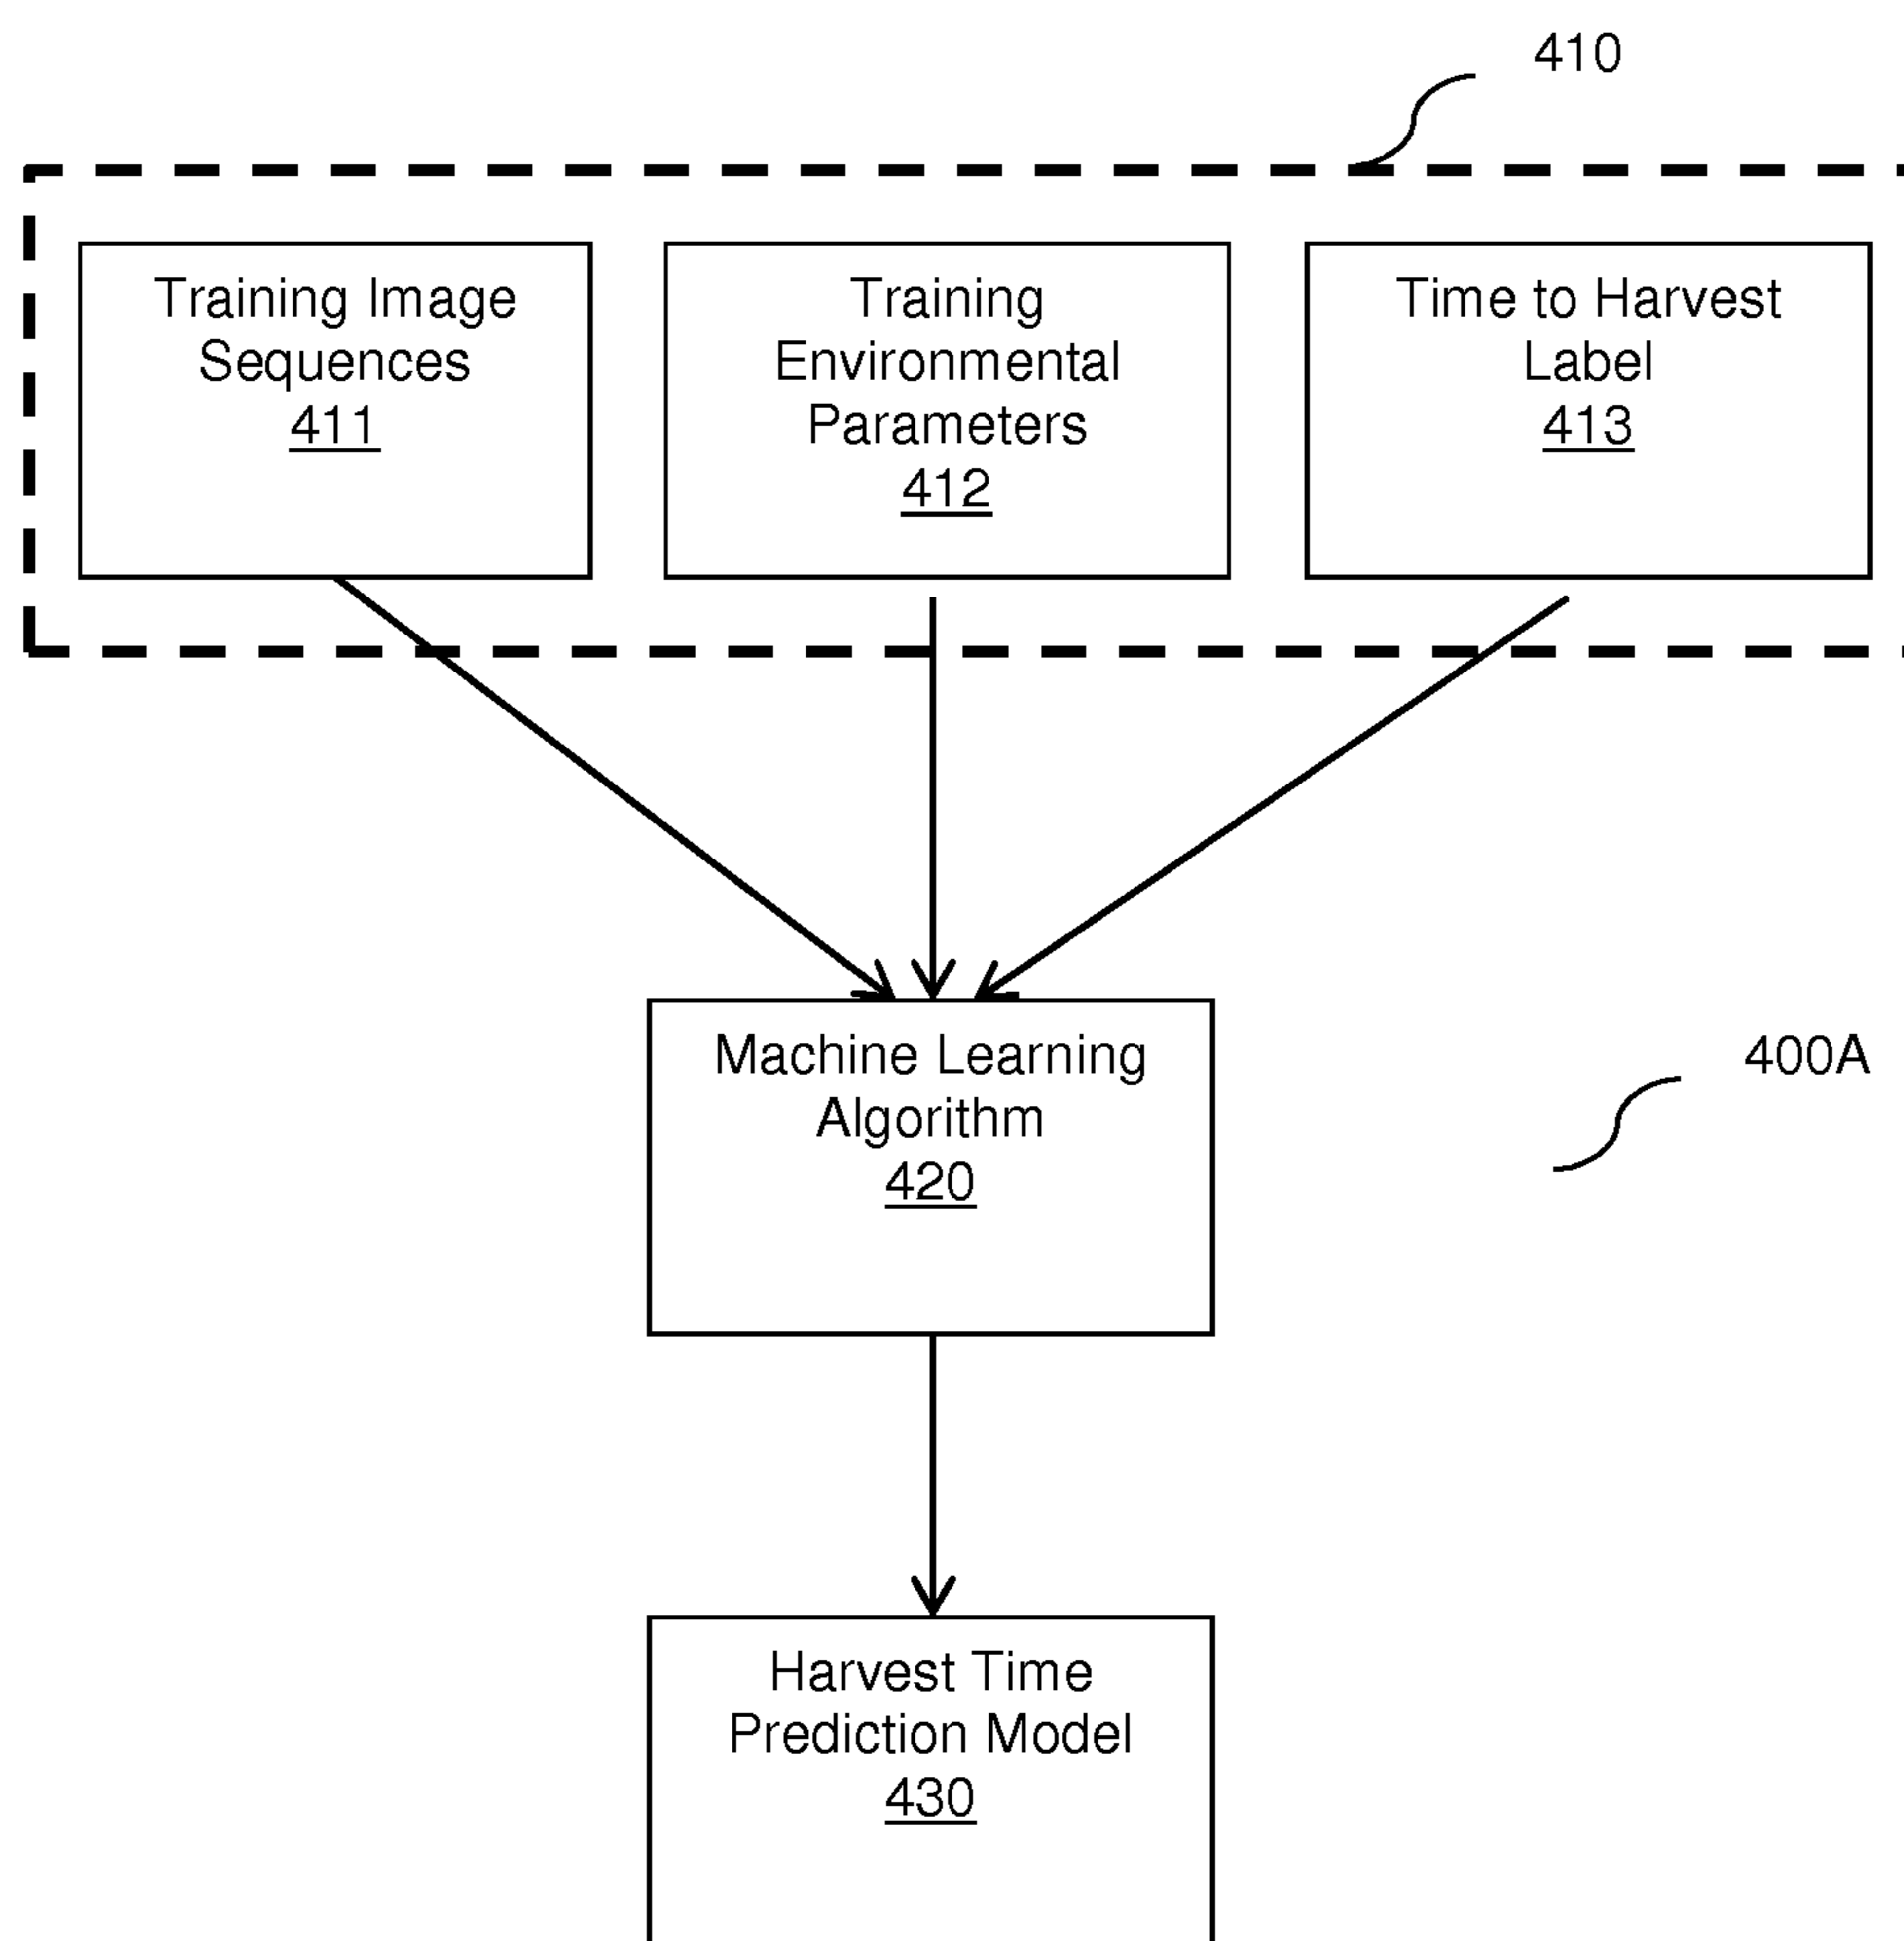 410
Training Image
Sequences
411
Training
Environmental
Parameters
412
Time to Harvest
Label
413
Machine Learning
Algorithm
420
400A
Harvest Time
Prediction Model
430